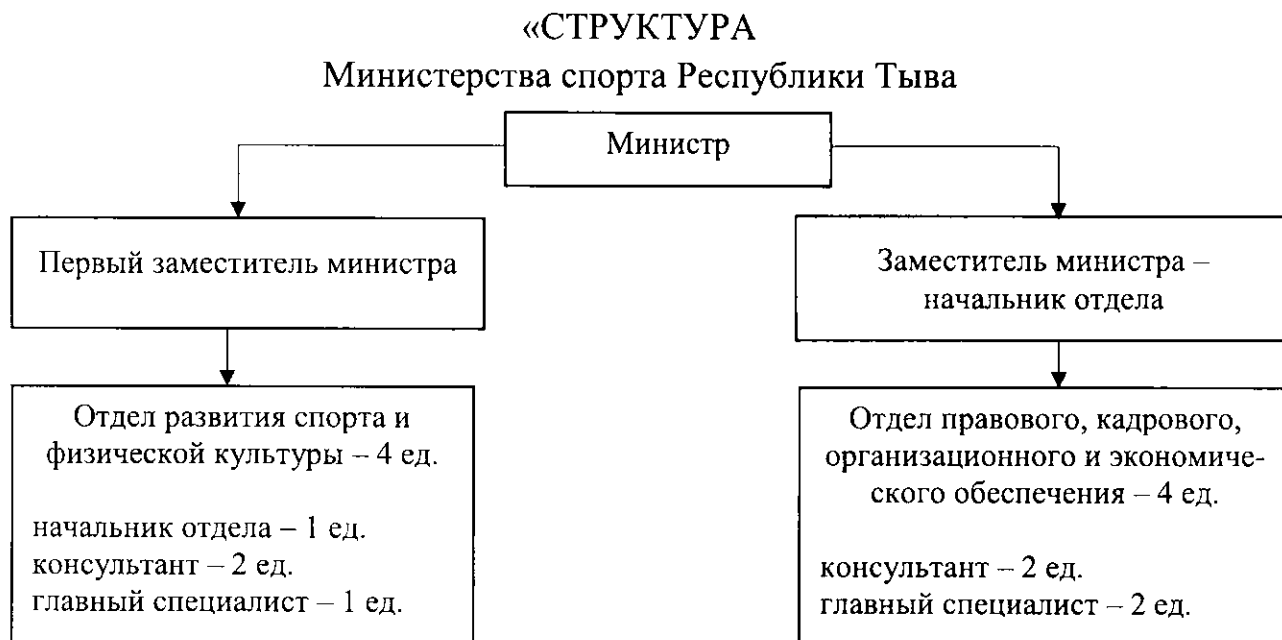 «СТРУКТУРА
Министерства спорта Республики Тыва
Министр
Первый заместитель министра
Заместитель министра –
начальник отдела
Отдел развития спорта и
физической культуры – 4 ед.
начальник отдела – 1 ед.
консультант – 2 ед.
главный специалист – 1 ед.
Отдел правового, кадрового,
организационного и экономиче-
ского обеспечения – 4 ед.
консультант – 2 ед.
главный специалист – 2 ед.